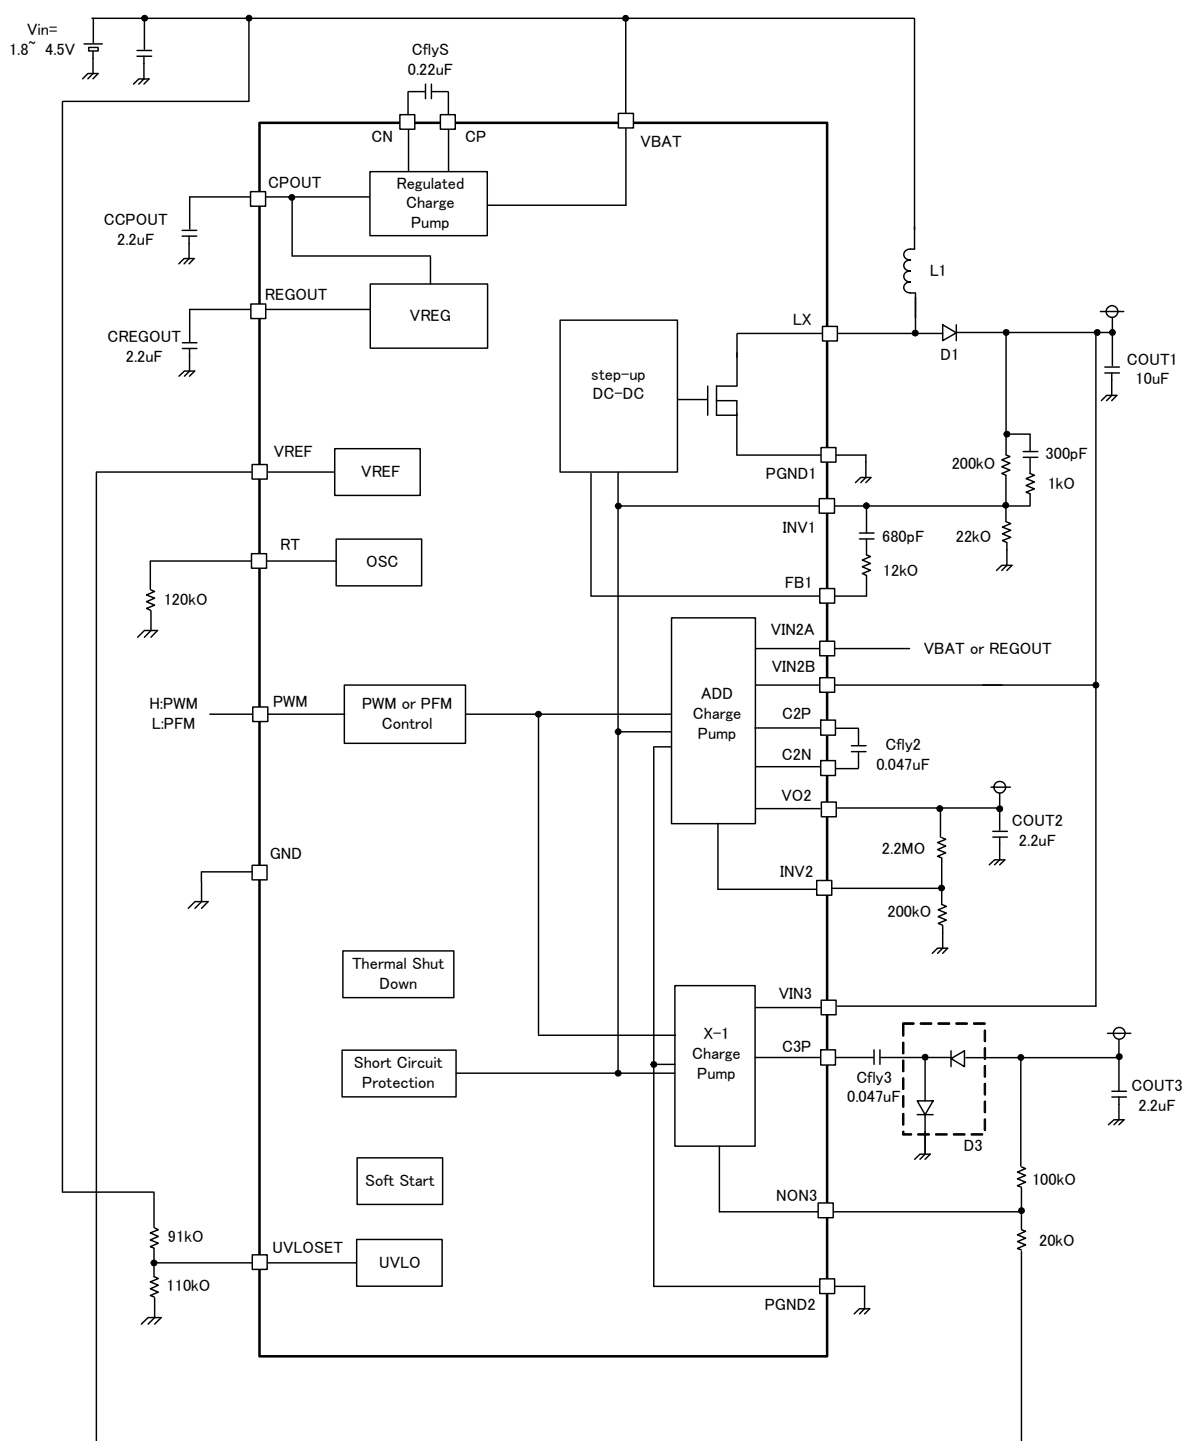 Vin=
1.8~ 4.5V
CflyS
0.22uF
CN
CP
VBAT
CPOUT
Regulated
Charge
Pump
CCPOUT
2.2uF
REGOUT
VREG
CREGOUT
2.2uF
L1
LX
D1
COUT1
10uF
step-up
DC-DC
PGND1
200kO
300pF
1kO
VREF
VREF
INV1
680pF
12kO
22kO
RT
OSC
120kO
FB1
VIN2A
VBAT or REGOUT
VIN2B
H:PWM
L:PFM
PWM
PWM or PFM
Control
ADD
Charge
Pump
C2P
C2N
Cfly2
0.047uF
VO2
COUT2
2.2uF
2.2MO
GND
INV2
200kO
Thermal Shut
Down
VIN3
X-1
Charge
Pump
C3P
Short Circuit
Protection
Cfly3
0.047uF
D3
COUT3
2.2uF
Soft Start
100kO
NON3
20kO
91kO
UVLOSET
UVLO
110kO
PGND2